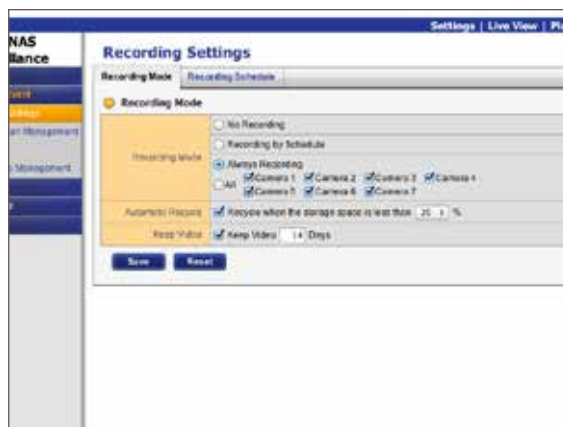 Settings | Live View |
NAS
Recording Settings
Recording Mode
Recording Schedule
Recording Mode
No Recording
Recording by Schedule
Recording Mode
Always Recording
All Camera 1 Camera 2 Camera 3 Camera 4
Camera 5 Camera 6 Camera 7
Automatic Recycle Recycle when the storage space is less than %
Keep Video Keep Video 14 Days
Management
Management
Save Reset